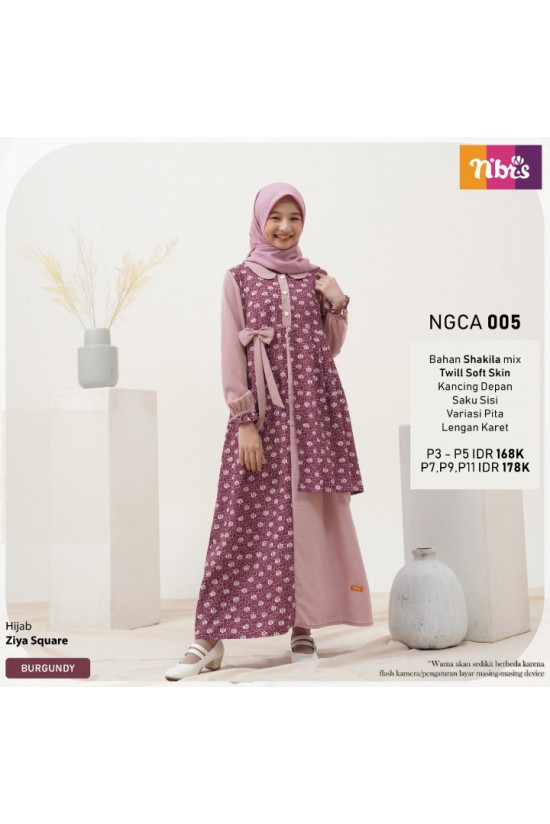 Nibr's
NGCA 005
Bahan Shakila mix
Twill Soft Skin
Kancing Depan
Saku Sisi
Variasi Pita
Lengan Karet
P3 - P5 IDR 168K
P7,P9,P11 IDR 178K
Hijab
Ziya Square
BURGUNDY
*Warna akan sedikit berbeda karena
flash kamera/pengaturan layar masing-masing device